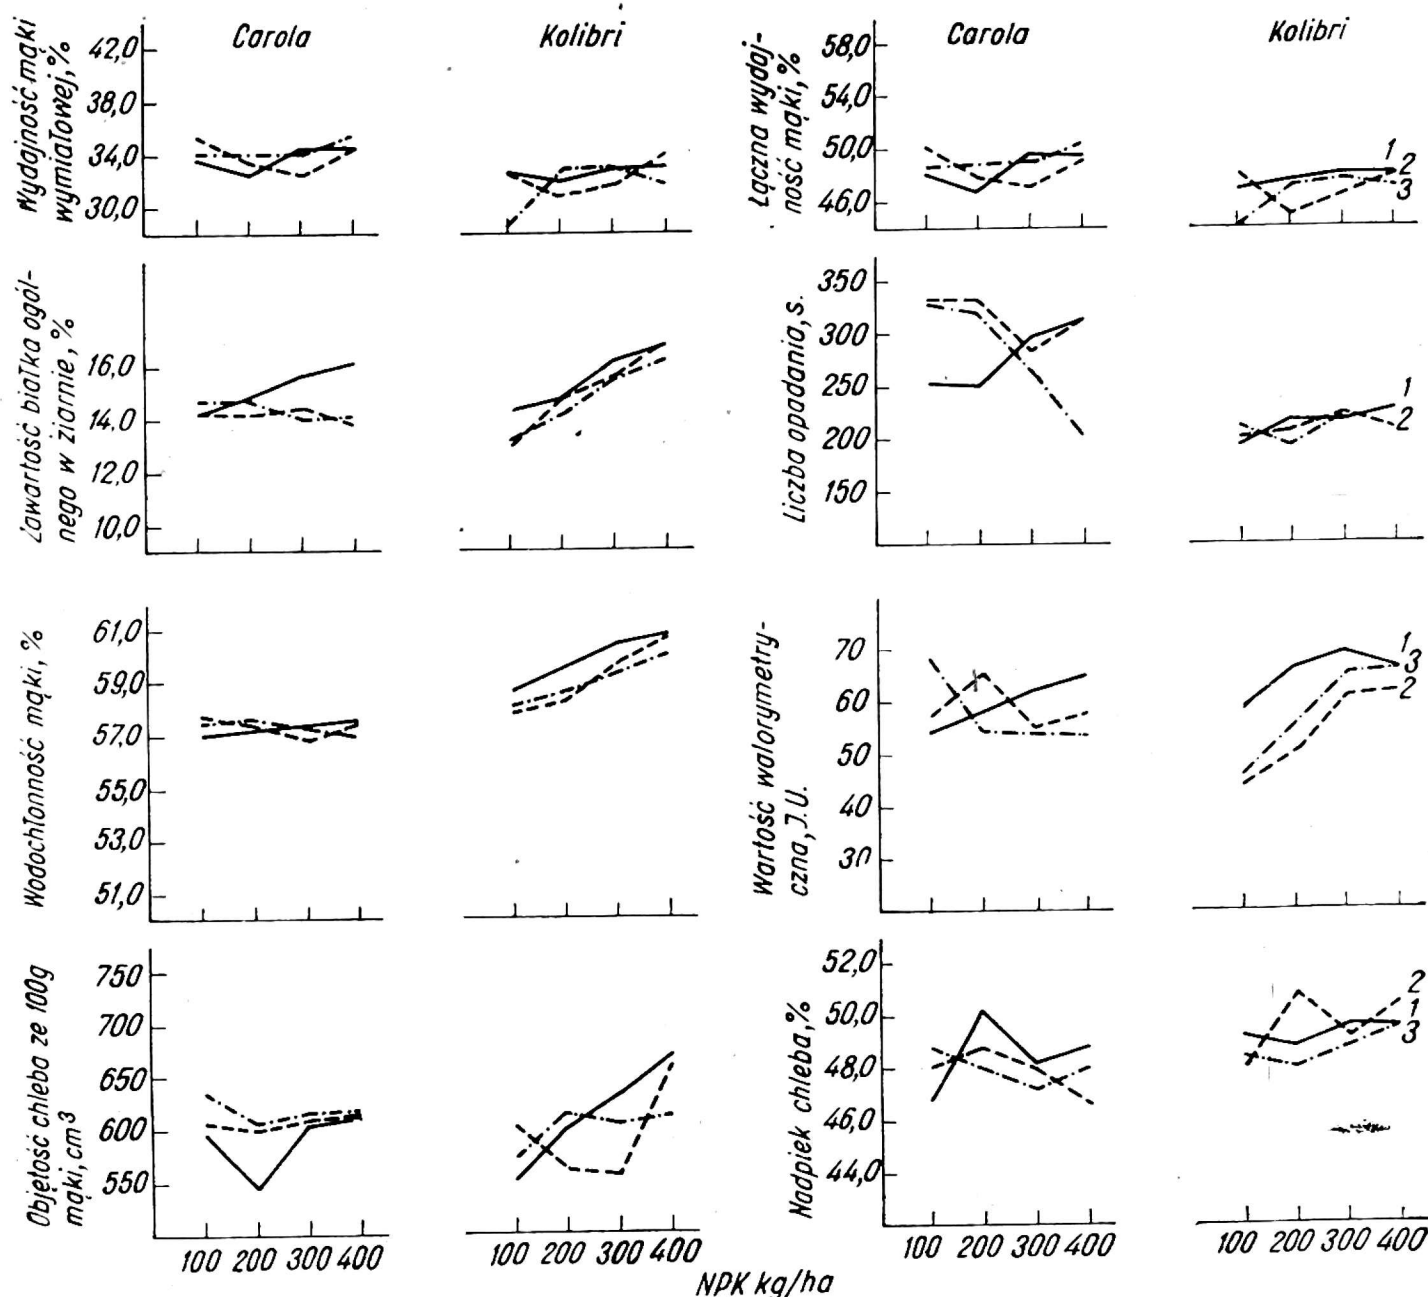 Carola
Kolibri
Wydajność mąki
wymiałowej, %
42,0
38,0
34,0
30,0
Carola
Kolibri
Łączna wydaj-
ność mąki, %
58,0
54,0
50,0
46,0
1
2
3
Zawartość białka ogól-
nego w ziarnie, %
16,0
14,0
12,0
10,0
Liczba opadania, s.
350
300
250
200
150
1
2
Wodochłonność mąki, %
61,0
59,0
57,0
55,0
53,0
51,0
Wartość walorymetry-
czna, J.U.
70
60
50
40
30
1
3
2
Objętość chleba ze 100g
mąki, cm³
750
700
650
600
550
100 200 300 400
100 200 300 400
Nadpiek chleba, %
52,0
50,0
48,0
46,0
44,0
2
1
3
100 200 300 400
100 200 300 400
NPK kg/ha